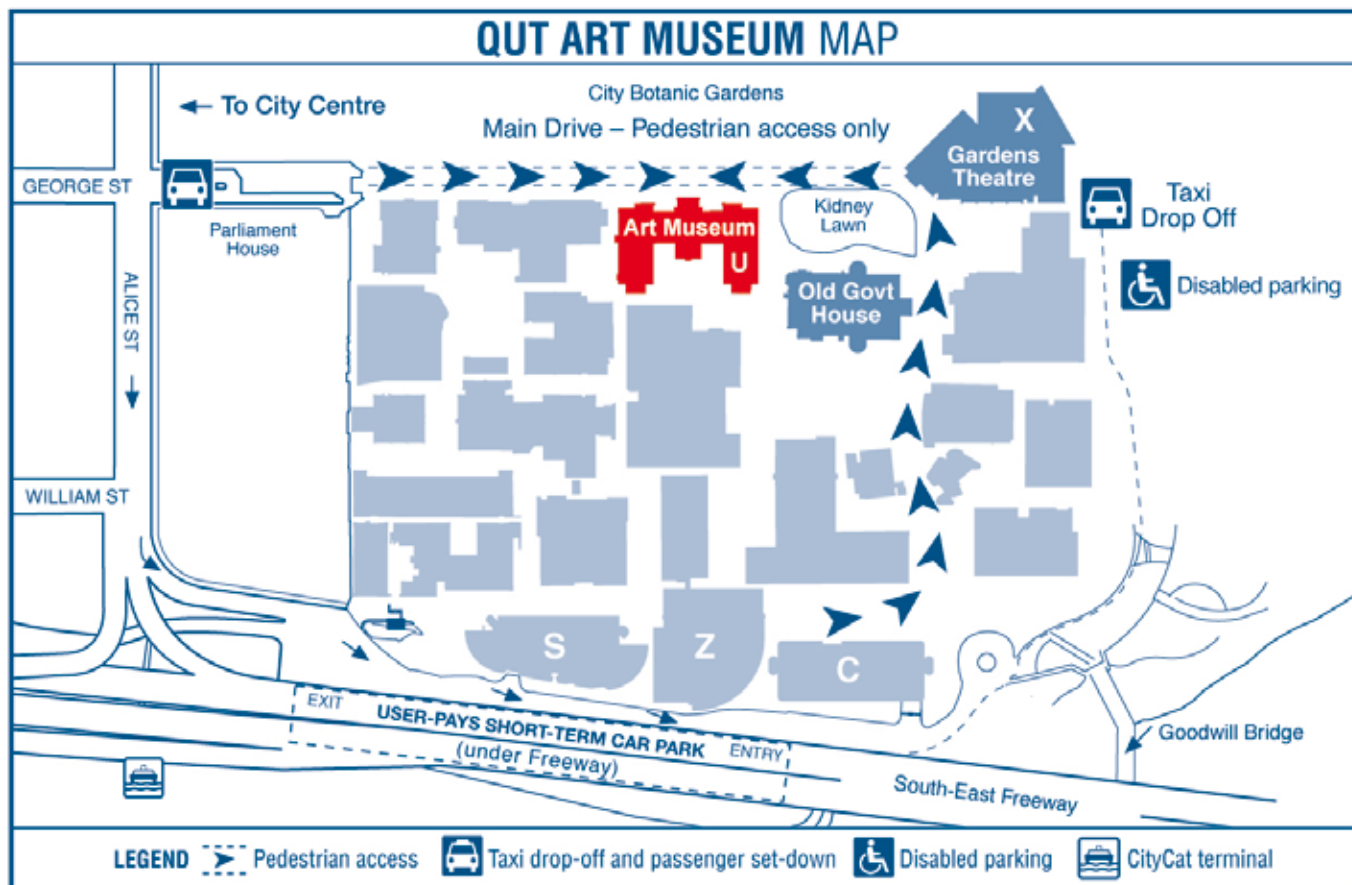 QUT ART MUSEUM MAP
← To City Centre
City Botanic Gardens
Main Drive – Pedestrian access only
X
Gardens
Theatre
GEORGE ST
Parliament
House
Art Museum
U
Kidney
Lawn
Taxi
Drop Off
Old Govt
House
Disabled parking
ALICE ST
WILLIAM ST
S
Z
C
EXIT
USER-PAYS SHORT-TERM CAR PARK
(under Freeway)
ENTRY
Goodwill Bridge
South-East Freeway
LEGEND Pedestrian access Taxi drop-off and passenger set-down Disabled parking CityCat terminal